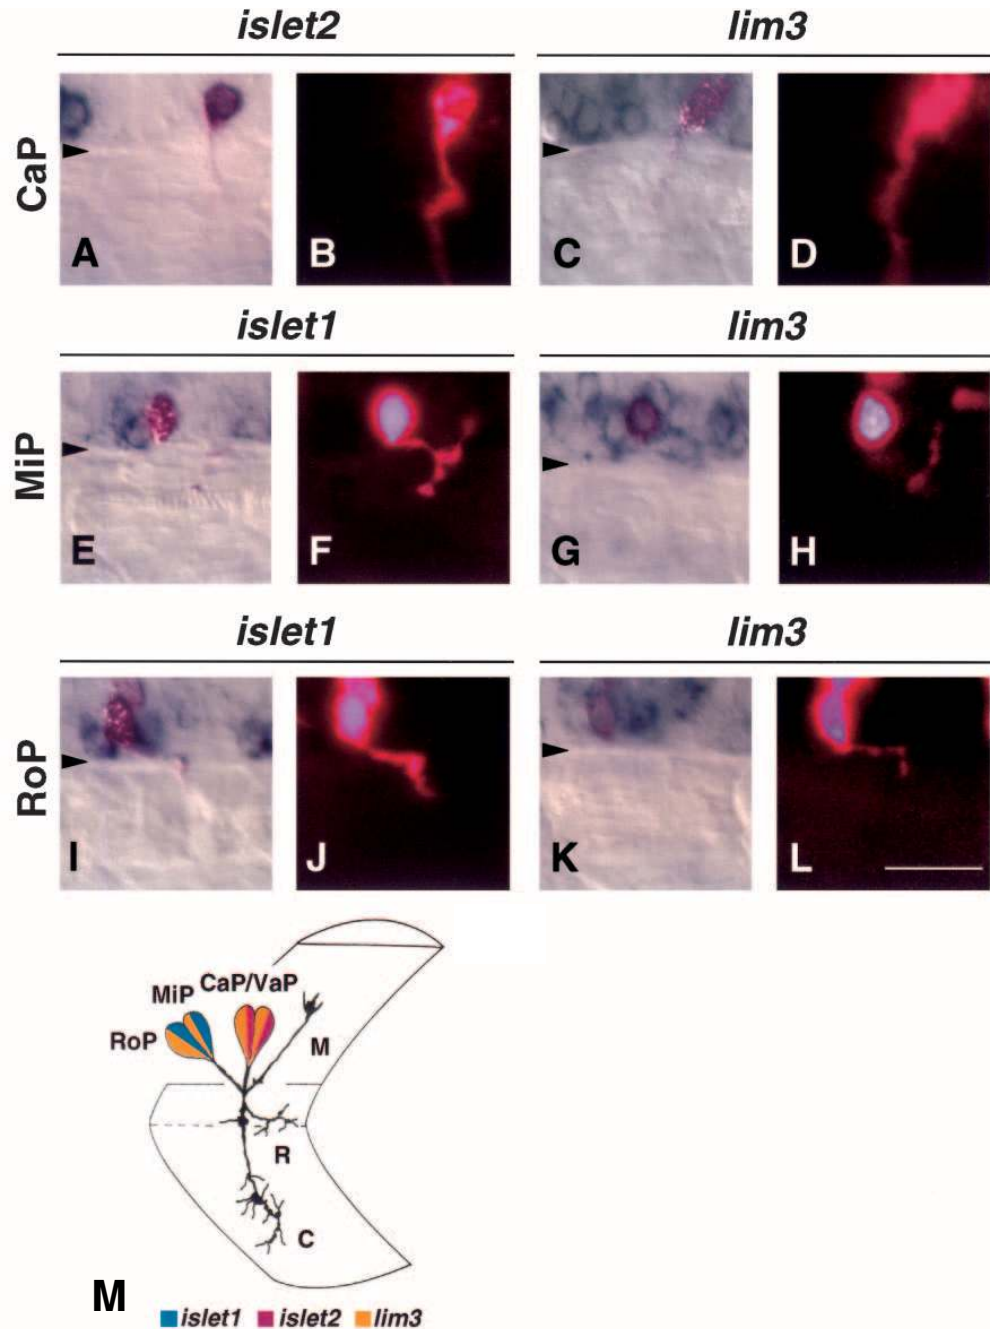 islet2 lim3
CaP
A B C D
islet1 lim3
MiP
E F G H
islet1 lim3
RoP
I J K L
CaP/VaP
MiP
RoP
M
R
C
M
islet1 islet2 lim3